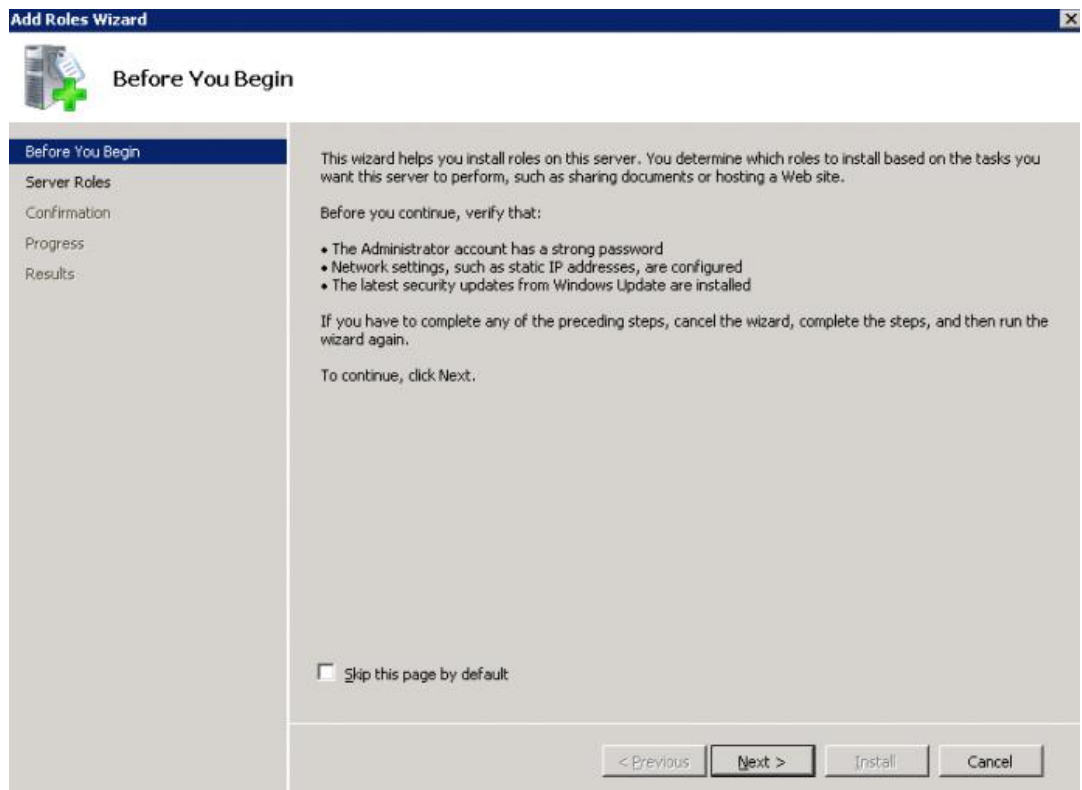 Add Roles Wizard
Before You Begin
Before You Begin
Server Roles
Confirmation
Progress
Results
This wizard helps you install roles on this server. You determine which roles to install based on the tasks you
want this server to perform, such as sharing documents or hosting a Web site.
Before you continue, verify that:
• The Administrator account has a strong password
• Network settings, such as static IP addresses, are configured
• The latest security updates from Windows Update are installed
If you have to complete any of the preceding steps, cancel the wizard, complete the steps, and then run the
wizard again.
To continue, click Next.
Skip this page by default
< Previous Next > Install Cancel